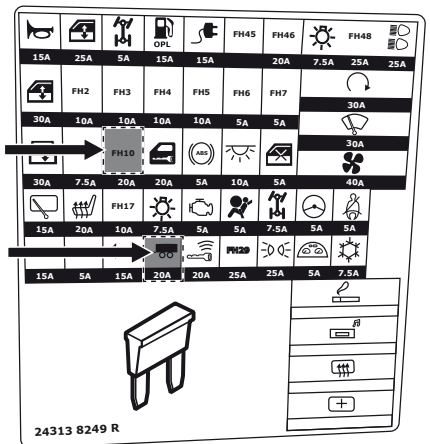 OPL FH45 FH46 FH48
15A 25A 5A 15A 15A 20A 7.5A 25A 25A
FH2 FH3 FH4 FH5 FH6 FH7
30A
30A 10A 10A 10A 10A 5A 5A
FH10 ABS
30A
30A 7.5A 20A 20A 5A 10A 5A 40A
FH17
15A 20A 10A 7.5A 5A 5A 7.5A 5A 5A
FH29
15A 5A 15A 20A 20A 25A 25A 5A 7.5A
24313 8249 R